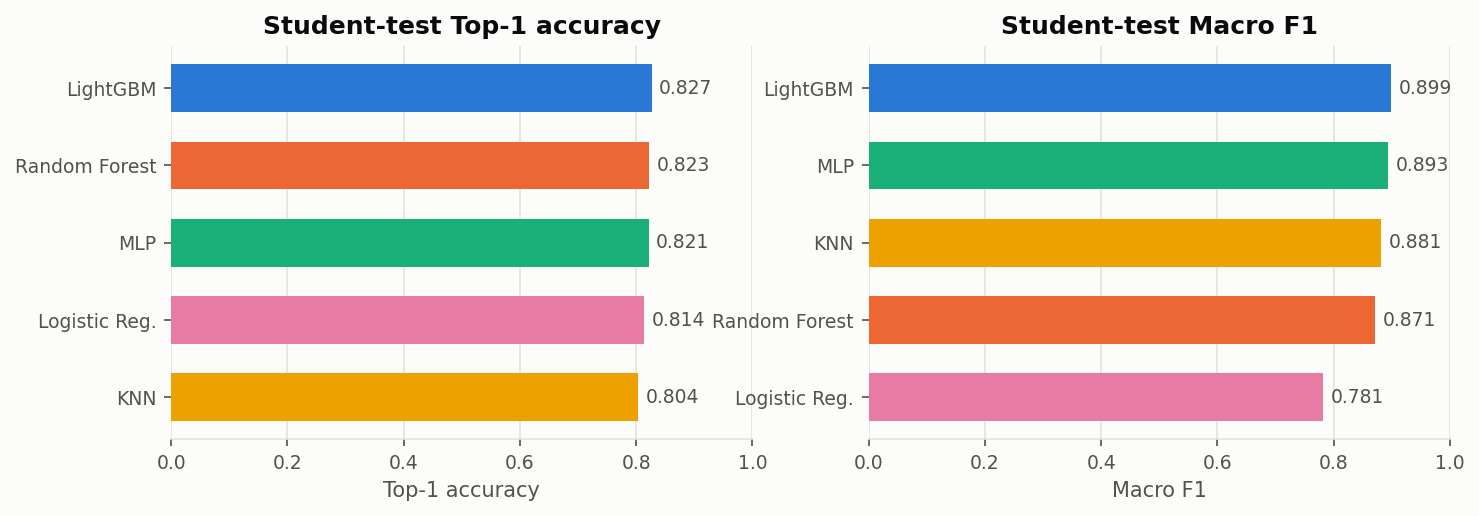 Student-test Top-1 accuracy
LightGBM 0.827
Random Forest 0.823
MLP 0.821
Logistic Reg. 0.814
KNN 0.804
0.0 0.2 0.4 0.6 0.8 1.0
Top-1 accuracy
Student-test Macro F1
LightGBM 0.899
MLP 0.893
KNN 0.881
Random Forest 0.871
Logistic Reg. 0.781
0.0 0.2 0.4 0.6 0.8 1.0
Macro F1